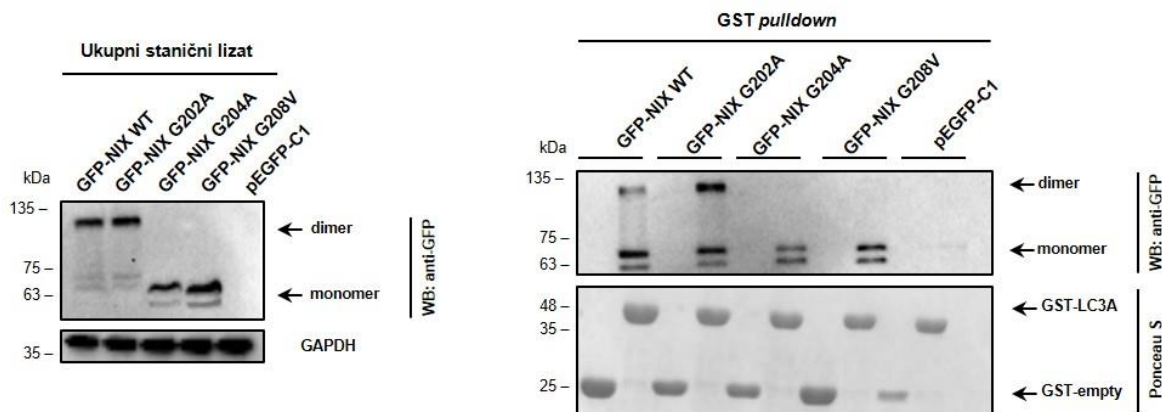 Ukupni stanični lizat
GFP-NIX WT
GFP-NIX G202A
GFP-NIX G204A
GFP-NIX G208V
pEGFP-C1
kDa
135 –
75 –
63 –
35 –
dimer
monomer
GAPDH
WB: anti-GFP
GST pulldown
GFP-NIX WT
GFP-NIX G202A
GFP-NIX G204A
GFP-NIX G208V
pEGFP-C1
kDa
135 –
75 –
63 –
48 –
35 –
25 –
dimer
monomer
GST-LC3A
GST-empty
WB: anti-GFP
Ponceau S